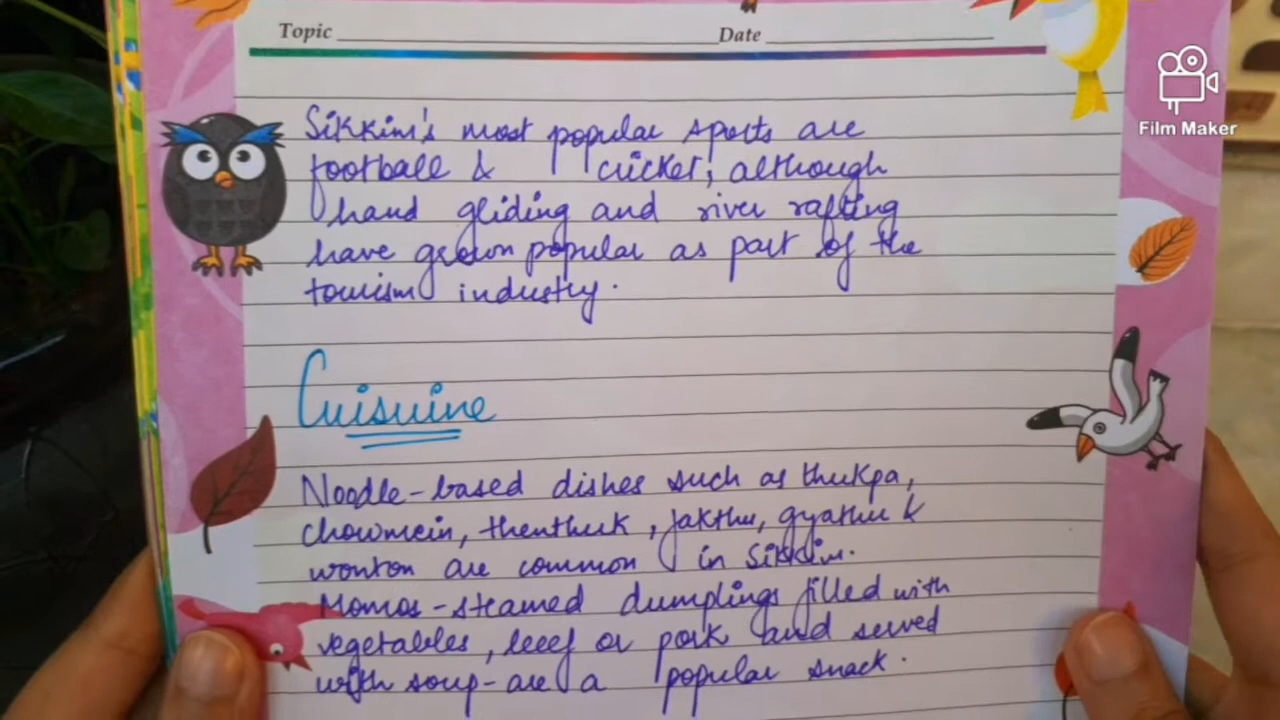 Topic Date
Film Maker
Sikkim's most popular sports are
football & cricket, although
hand gliding and river rafting
have grown popular as part of the
tourism industry.
Cuisuine
Noodle-based dishes such as thukpa,
chowmein, thenthuk, fakthu, gyathuk
wonton are common in Sikkim.
Momos-steamed dumplings filled with
vegetables, beef or pork and served
with soup-are a popular snack.